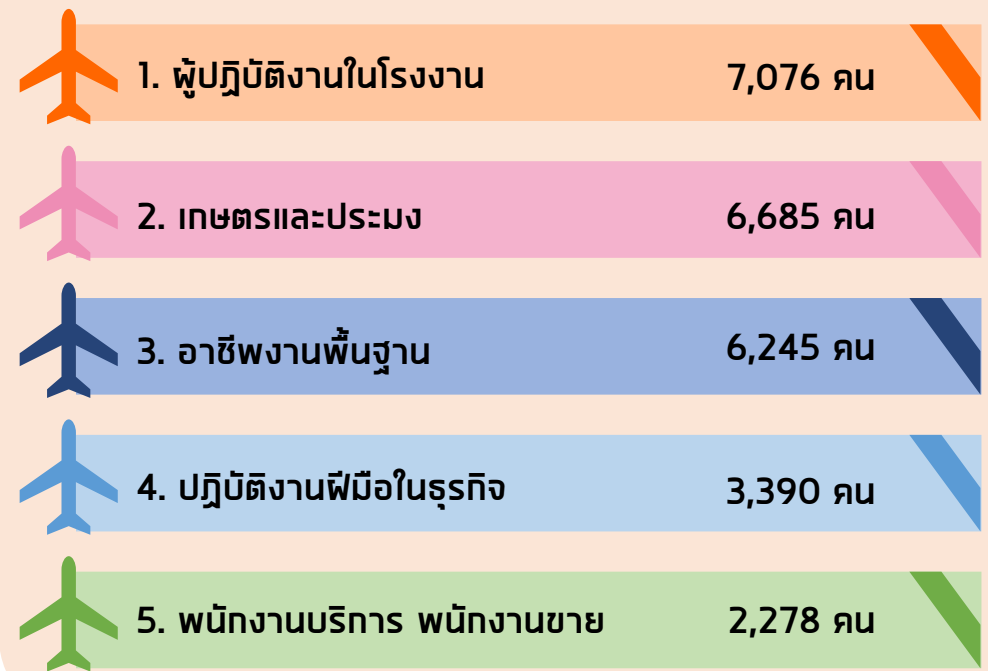 1. ผู้ปฏิบัติงานในโรงงาน 7,076 คน
2. เกษตรและประมง 6,685 คน
3. อาชีพงานพื้นฐาน 6,245 คน
4. ปฏิบัติงานฝีมือในธุรกิจ 3,390 คน
5. พนักงานบริการ พนักงานขาย 2,278 คน